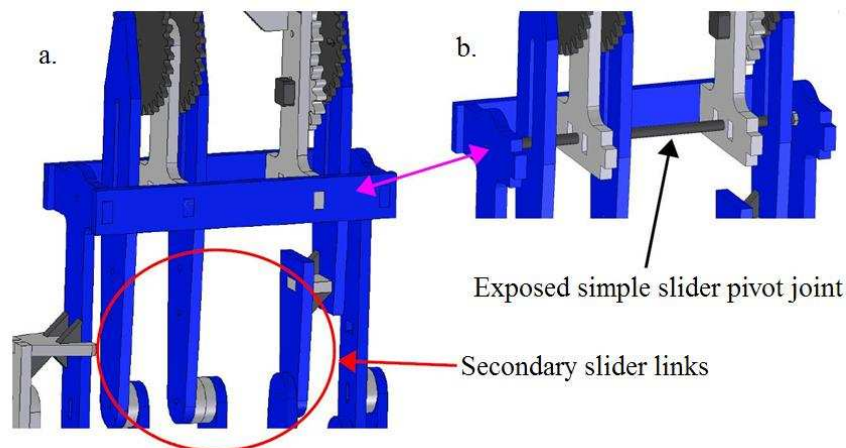 a.
b.
Exposed simple slider pivot joint
Secondary slider links